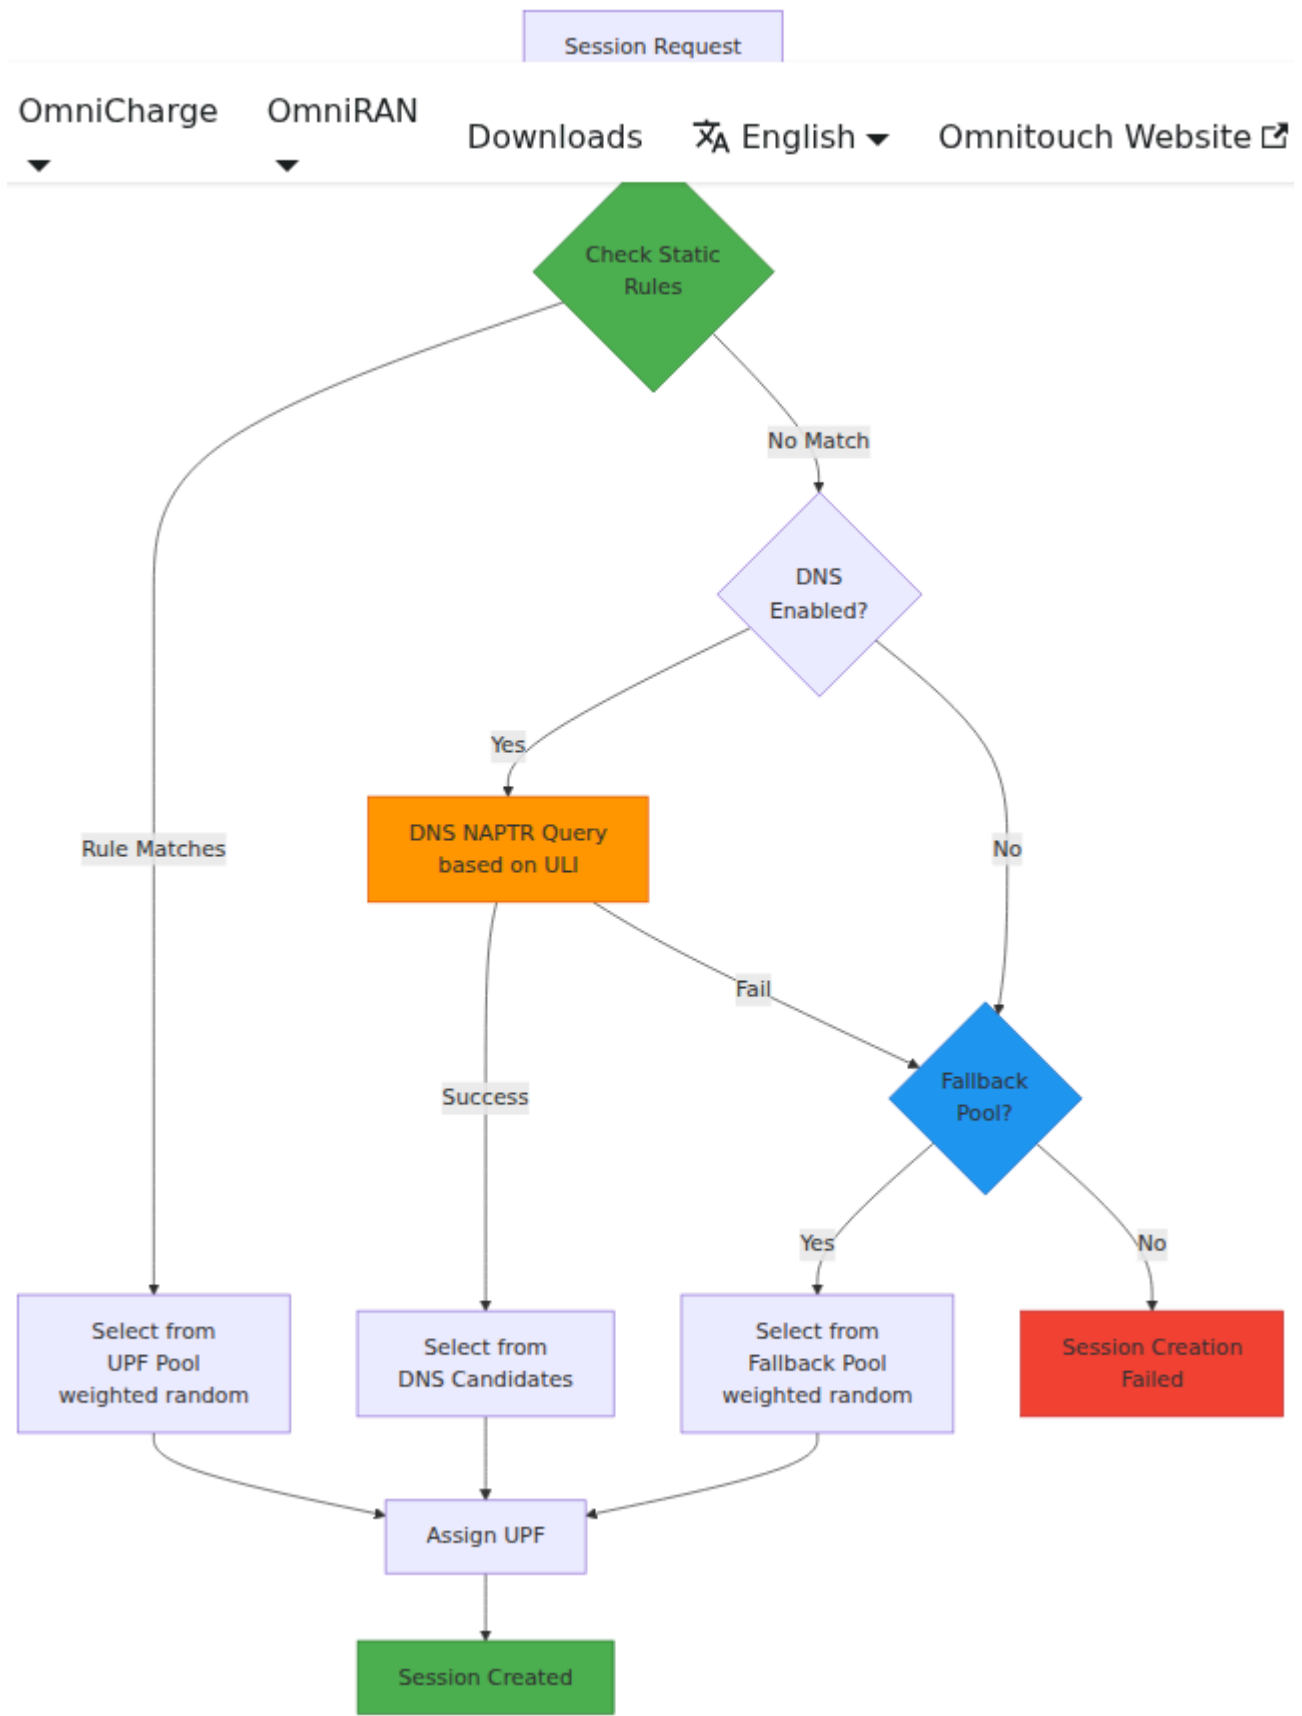 Session Request
OmniCharge
OmniRAN
Downloads
English
Omnitouch Website
Check Static
Rules
No Match
DNS
Enabled?
Yes
DNS NAPTR Query
based on ULI
Rule Matches
No
Fail
Success
Fallback
Pool?
Yes
No
Select from
UPF Pool
weighted random
Select from
DNS Candidates
Select from
Fallback Pool
weighted random
Session Creation
Failed
Assign UPF
Session Created